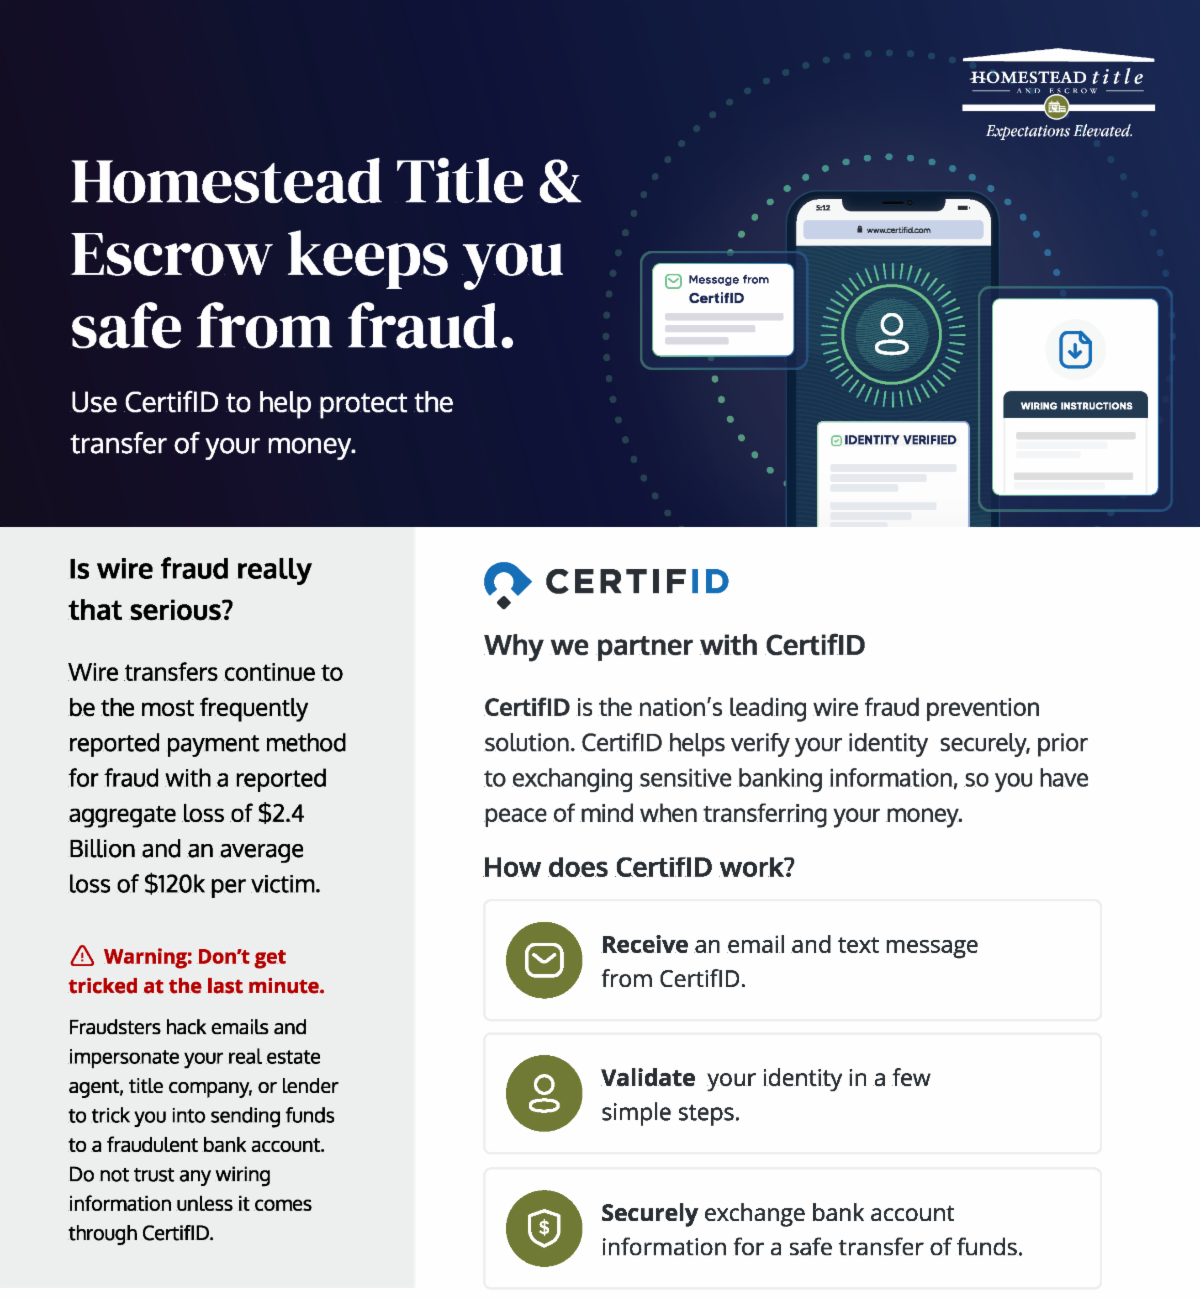 HOMESTEAD title
AND ESCROW
Expectations Elevated.
Homestead Title &
Escrow keeps you
safe from fraud.
Use CertifID to help protect the
transfer of your money.
5:12
www.certifid.com
Message from
CertifID
IDENTITY VERIFIED
WIRING INSTRUCTIONS
Is wire fraud really
that serious?
Wire transfers continue to
be the most frequently
reported payment method
for fraud with a reported
aggregate loss of $2.4
Billion and an average
loss of $120k per victim.
Warning: Don't get
tricked at the last minute.
Fraudsters hack emails and
impersonate your real estate
agent, title company, or lender
to trick you into sending funds
to a fraudulent bank account.
Do not trust any wiring
information unless it comes
through CertifID.
CERTIFID
Why we partner with CertifID
CertifID is the nation's leading wire fraud prevention
solution. CertifID helps verify your identity  securely, prior
to exchanging sensitive banking information, so you have
peace of mind when transferring your money.
How does CertifID work?
Receive an email and text message
from CertifID.
Validate  your identity in a few
simple steps.
$
Securely exchange bank account
information for a safe transfer of funds.